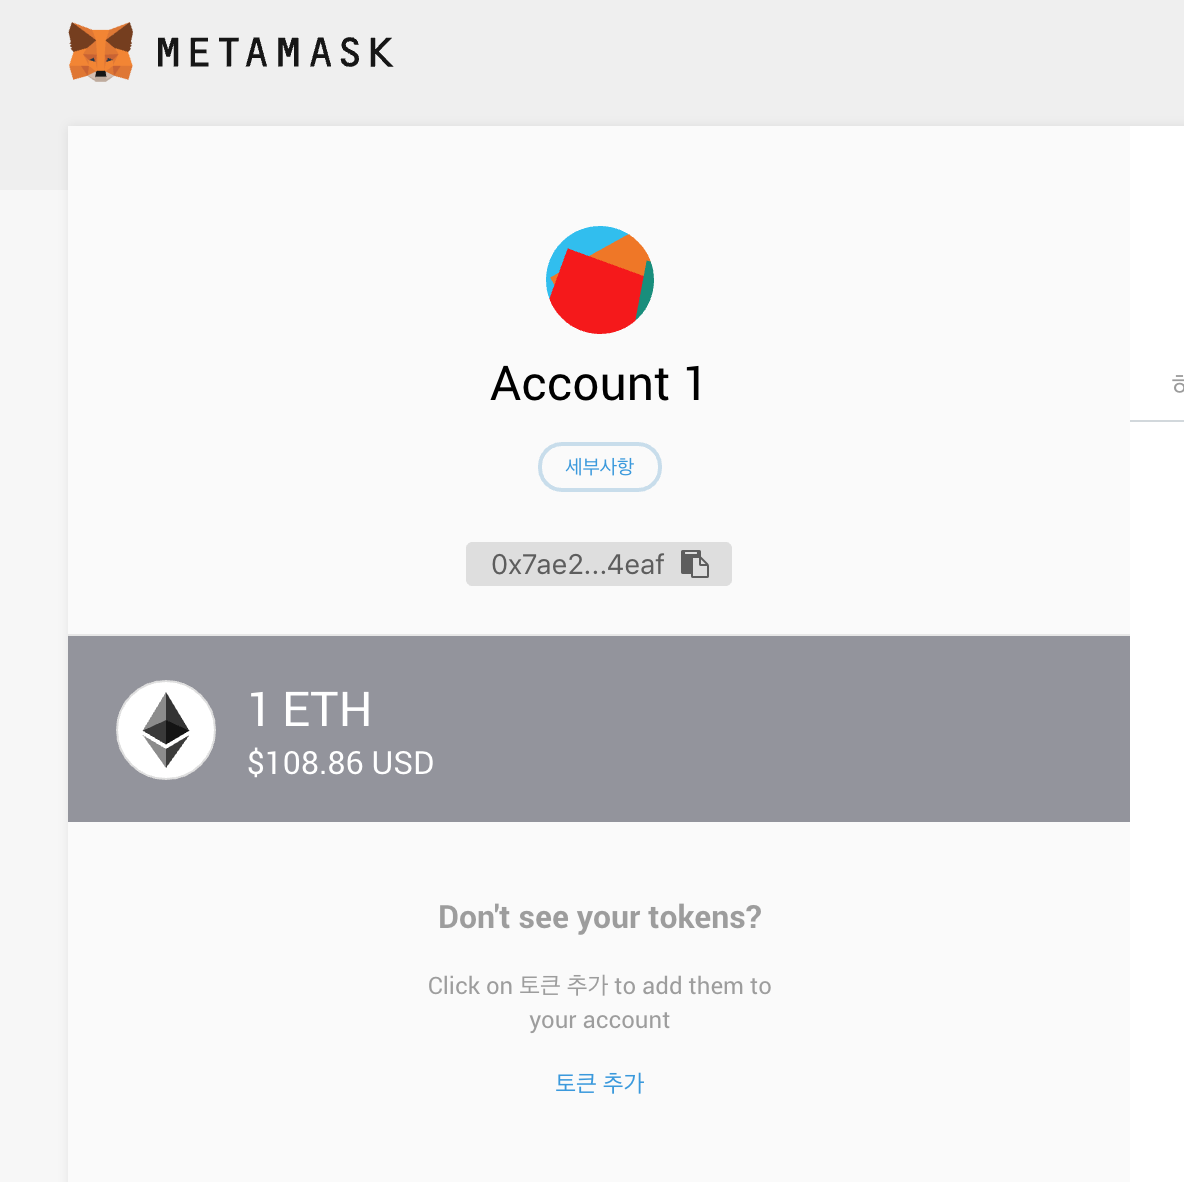 METAMASK
Account 1
세부사항
0x7ae2...4eaf
1 ETH
$108.86 USD
Don't see your tokens?
Click on 토큰 추가 to add them to
your account
토큰 추가